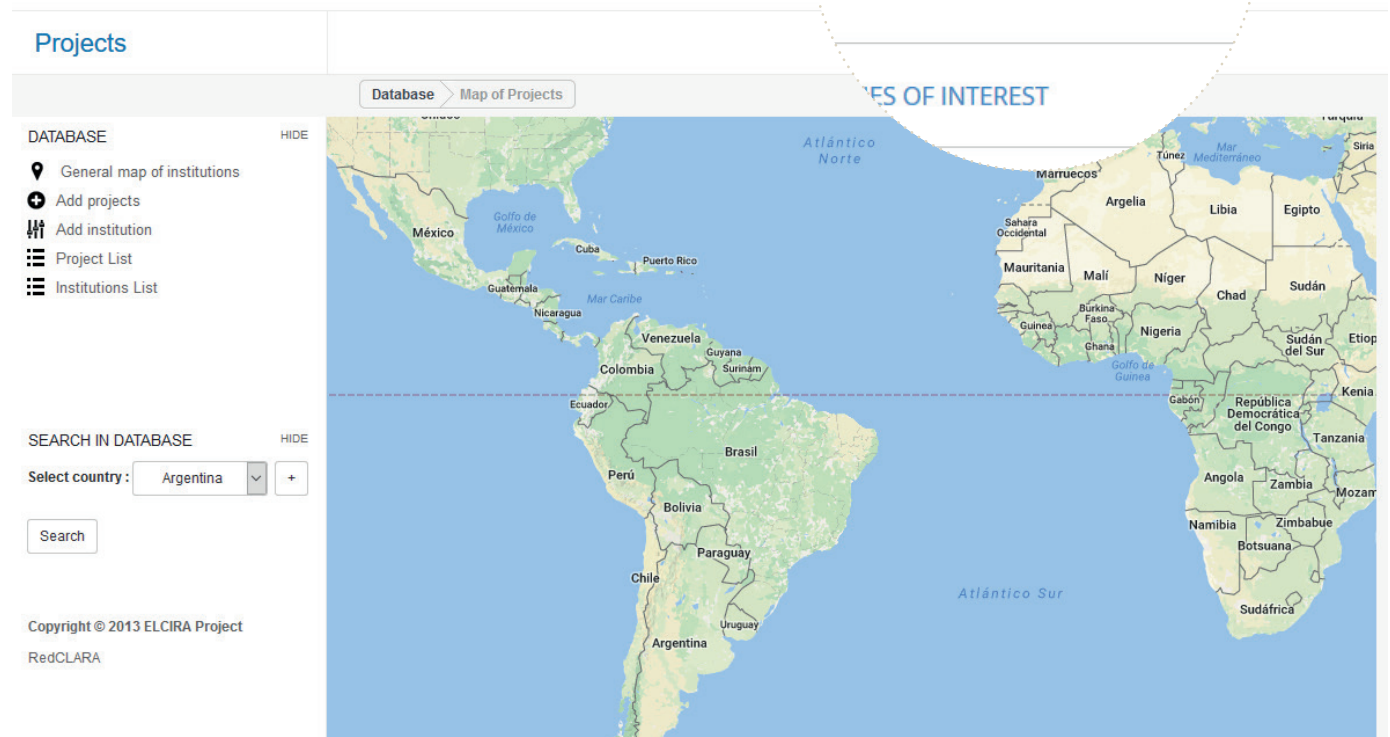 Projects
Database
Map of Projects
OF INTEREST
DATABASE
HIDE
General map of institutions
Add projects
Add institution
Project List
Institutions List
SEARCH IN DATABASE
HIDE
Select country :
Argentina
+
Search
Copyright © 2013 ELCIRA Project
RedCLARA
Atlántico
Norte
Túnez
Mar
Mediterráneo
Siria
Marruecos
Argelia
Libia
Egipto
Golfo de
México
México
Sahara
Occidental
Cuba
Puerto Rico
Mauritania
Malí
Níger
Chad
Sudán
Guatemala
Mar Caribe
Nicaragua
Burkina
Faso
Guinea
Nigeria
Ghana
Sudán
del Sur
Etiop
Venezuela
Guyana
Surinam
Colombia
Golfo de
Guinea
Ecuador
Gabón
República
Democrática
del Congo
Kenia
Tanzania
Brasil
Perú
Angola
Zambia
Mozam
Bolivia
Namibia
Zimbabue
Botsuana
Paraguay
Chile
Atlántico Sur
Sudáfrica
Uruguay
Argentina